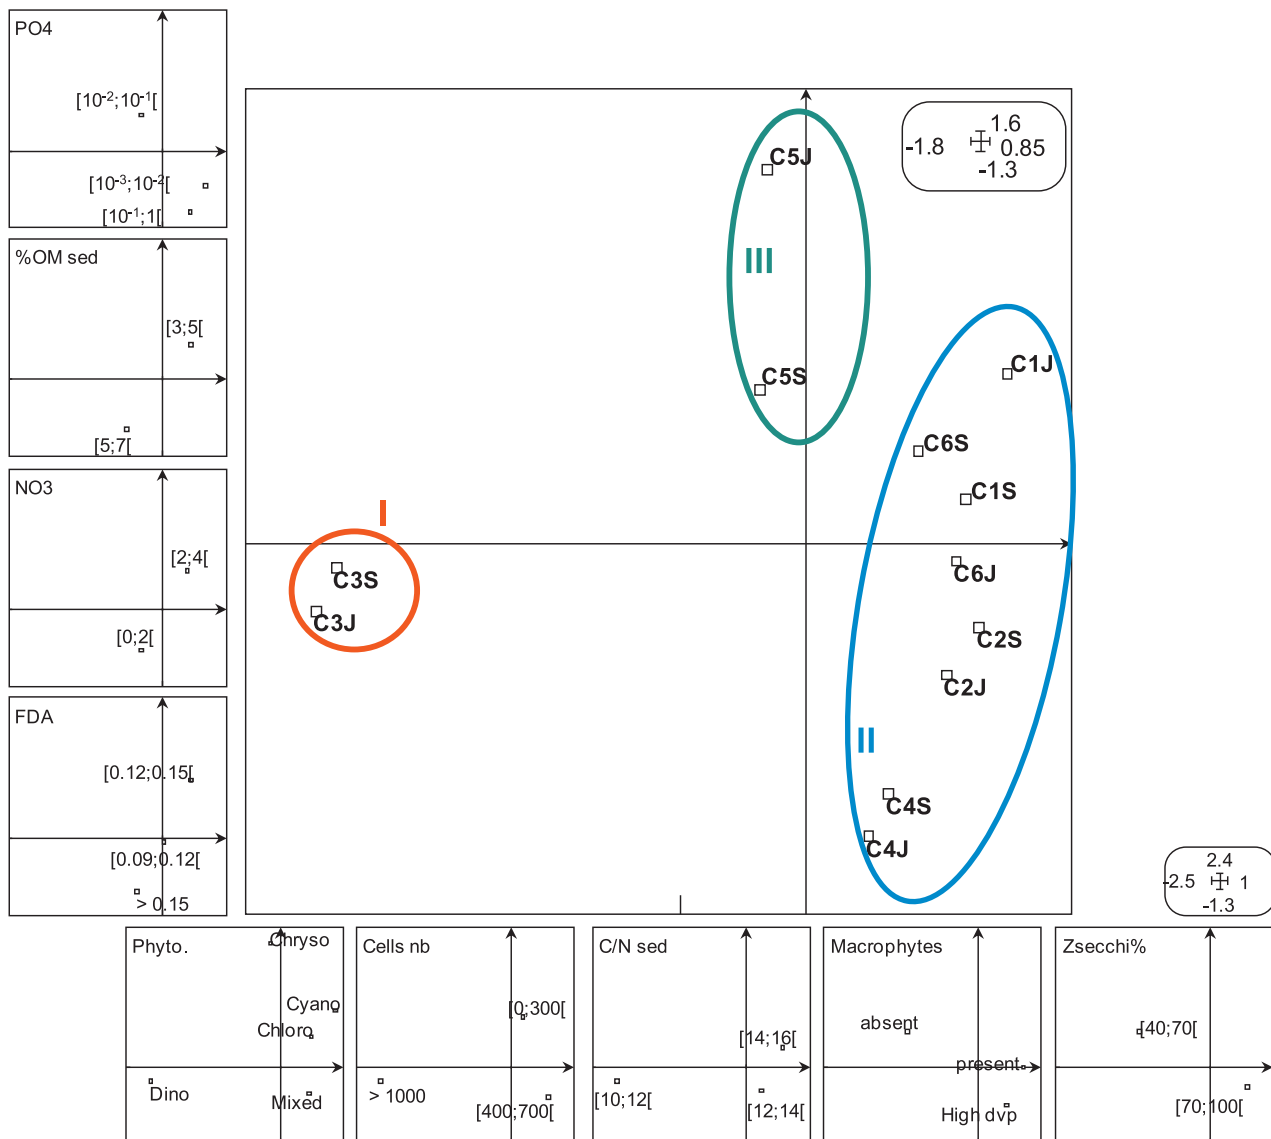 PO4
[10⁻²;10⁻¹[
[10⁻³;10⁻²[
[10⁻¹;1[
%OM sed
[3;5[
[5;7[
NO3
[2;4[
[0;2[
FDA
[0.12;0.15[
[0.09;0.12[
> 0.15
1.6
-1.8
0.85
-1.3
C5J
III
C5S
C1J
C6S
C1S
I
C3S
C3J
C6J
C2S
C2J
II
C4S
C4J
2.4
-2.5
1
-1.3
Phyto.
Chryso
Cyano
Chloro
Dino
Mixed
Cells nb
[0;300[
> 1000
[400;700[
C/N sed
[14;16[
[10;12[
[12;14[
Macrophytes
absent
present
High dvp
Zsecchi%
[40;70[
[70;100[